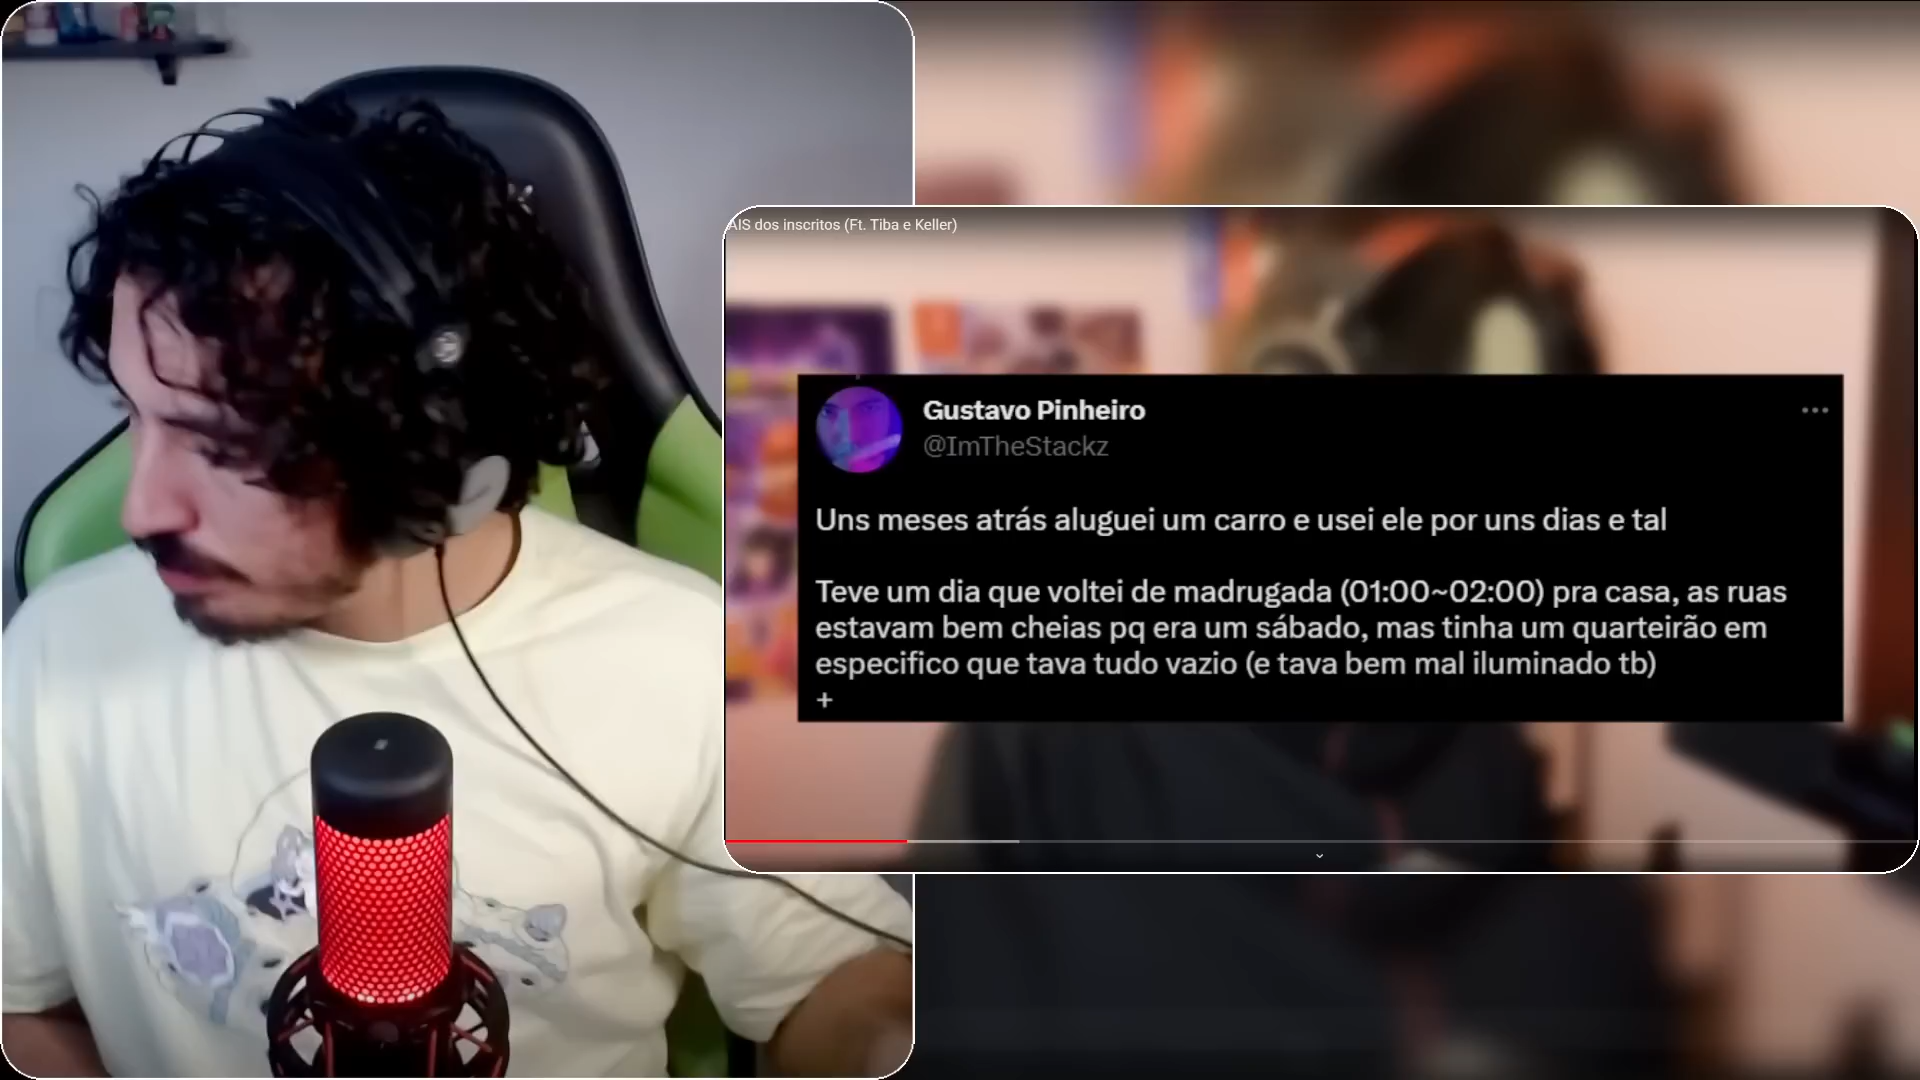 AIS dos inscritos (Ft. Tiba e Keller)
Gustavo Pinheiro
@ImTheStackz
Uns meses atrás aluguei um carro e usei ele por uns dias e tal
Teve um dia que voltei de madrugada (01:00~02:00) pra casa, as ruas
estavam bem cheias pq era um sábado, mas tinha um quarteirão em
especifico que tava tudo vazio (e tava bem mal iluminado tb)
+